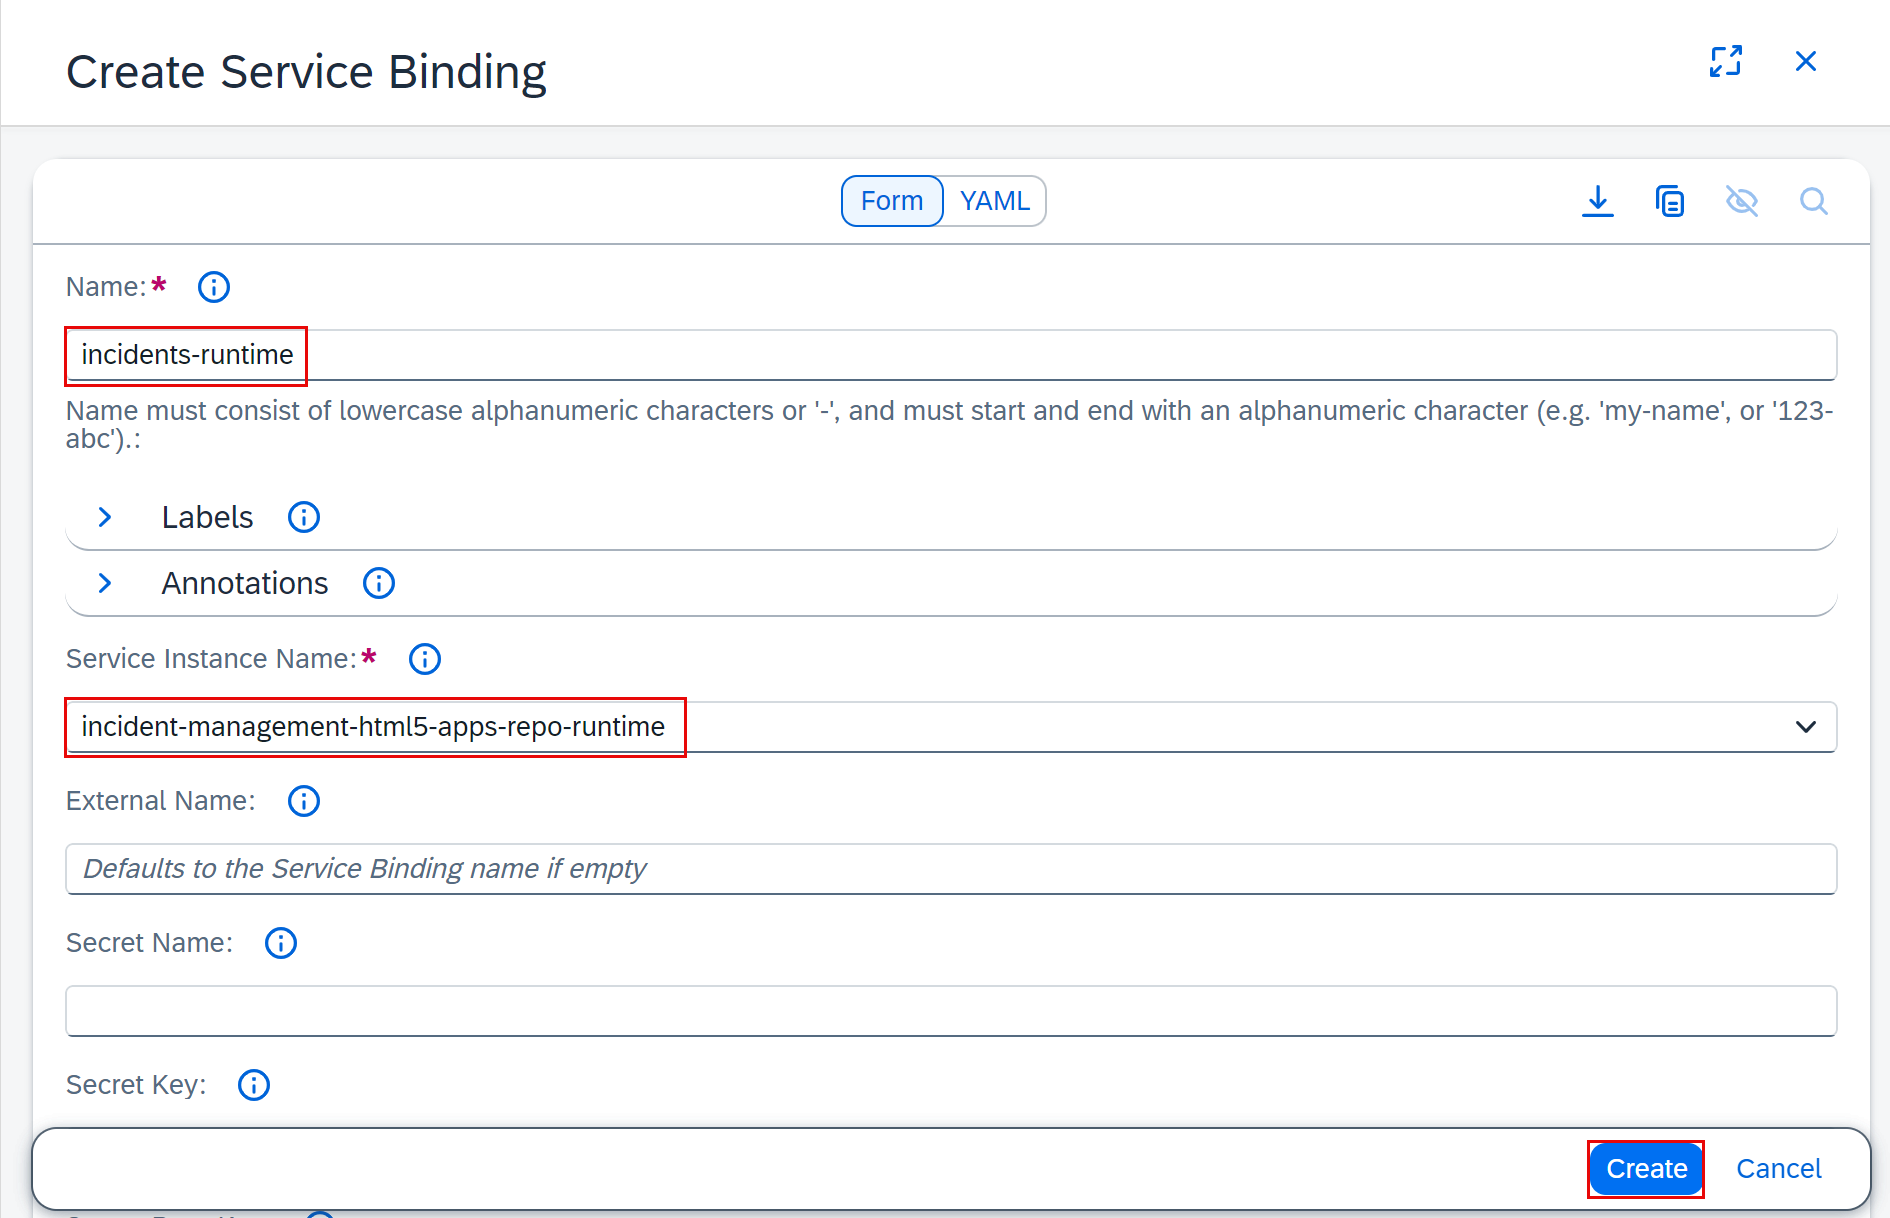 Create Service Binding
Form YAML
Name:*
incidents-runtime
Name must consist of lowercase alphanumeric characters or '-', and must start and end with an alphanumeric character (e.g. 'my-name', or '123-
abc').:
Labels
Annotations
Service Instance Name:*
incident-management-html5-apps-repo-runtime
External Name:
Defaults to the Service Binding name if empty
Secret Name:
Secret Key:
Create Cancel